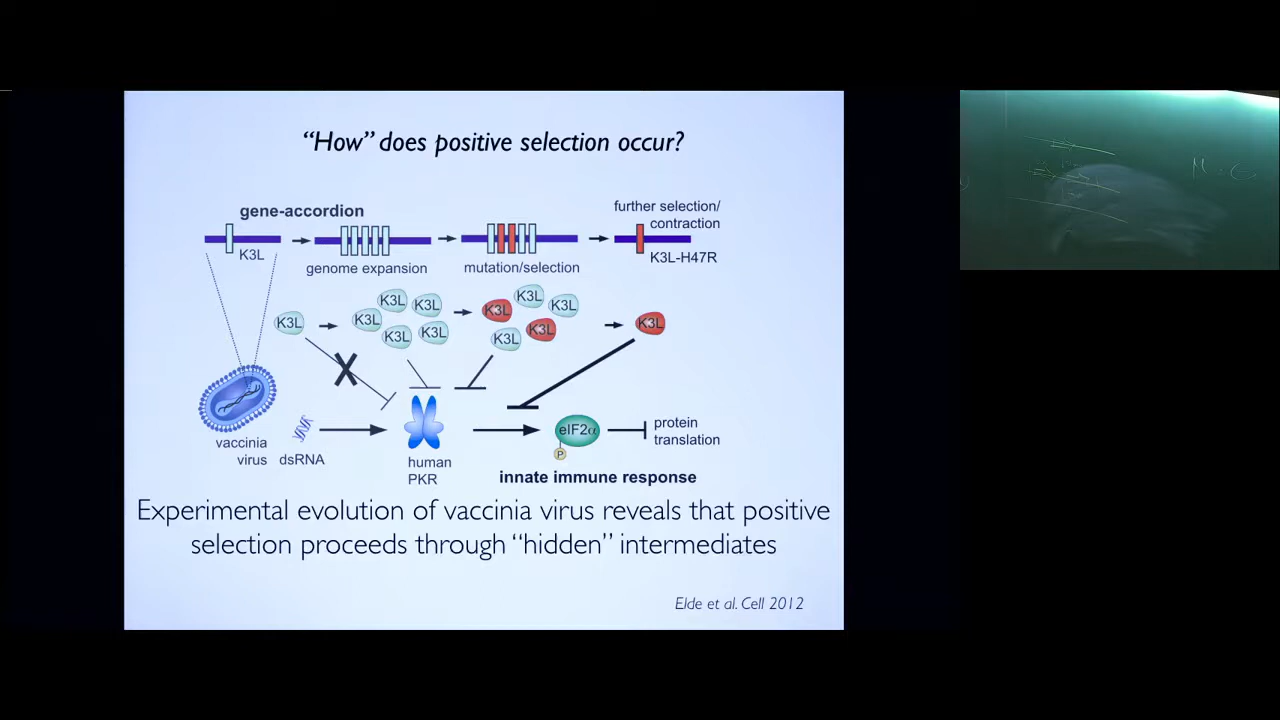 “How” does positive selection occur?
gene-accordion
further selection/
contraction
K3L
genome expansion
mutation/selection
K3L-H47R
K3L
K3L
K3L
K3L
K3L
K3L
K3L
K3L
K3L
K3L
K3L
K3L
vaccinia
virus
dsRNA
human
PKR
eIF2α
P
protein
translation
innate immune response
Experimental evolution of vaccinia virus reveals that positive
selection proceeds through “hidden” intermediates
Elde et al. Cell 2012